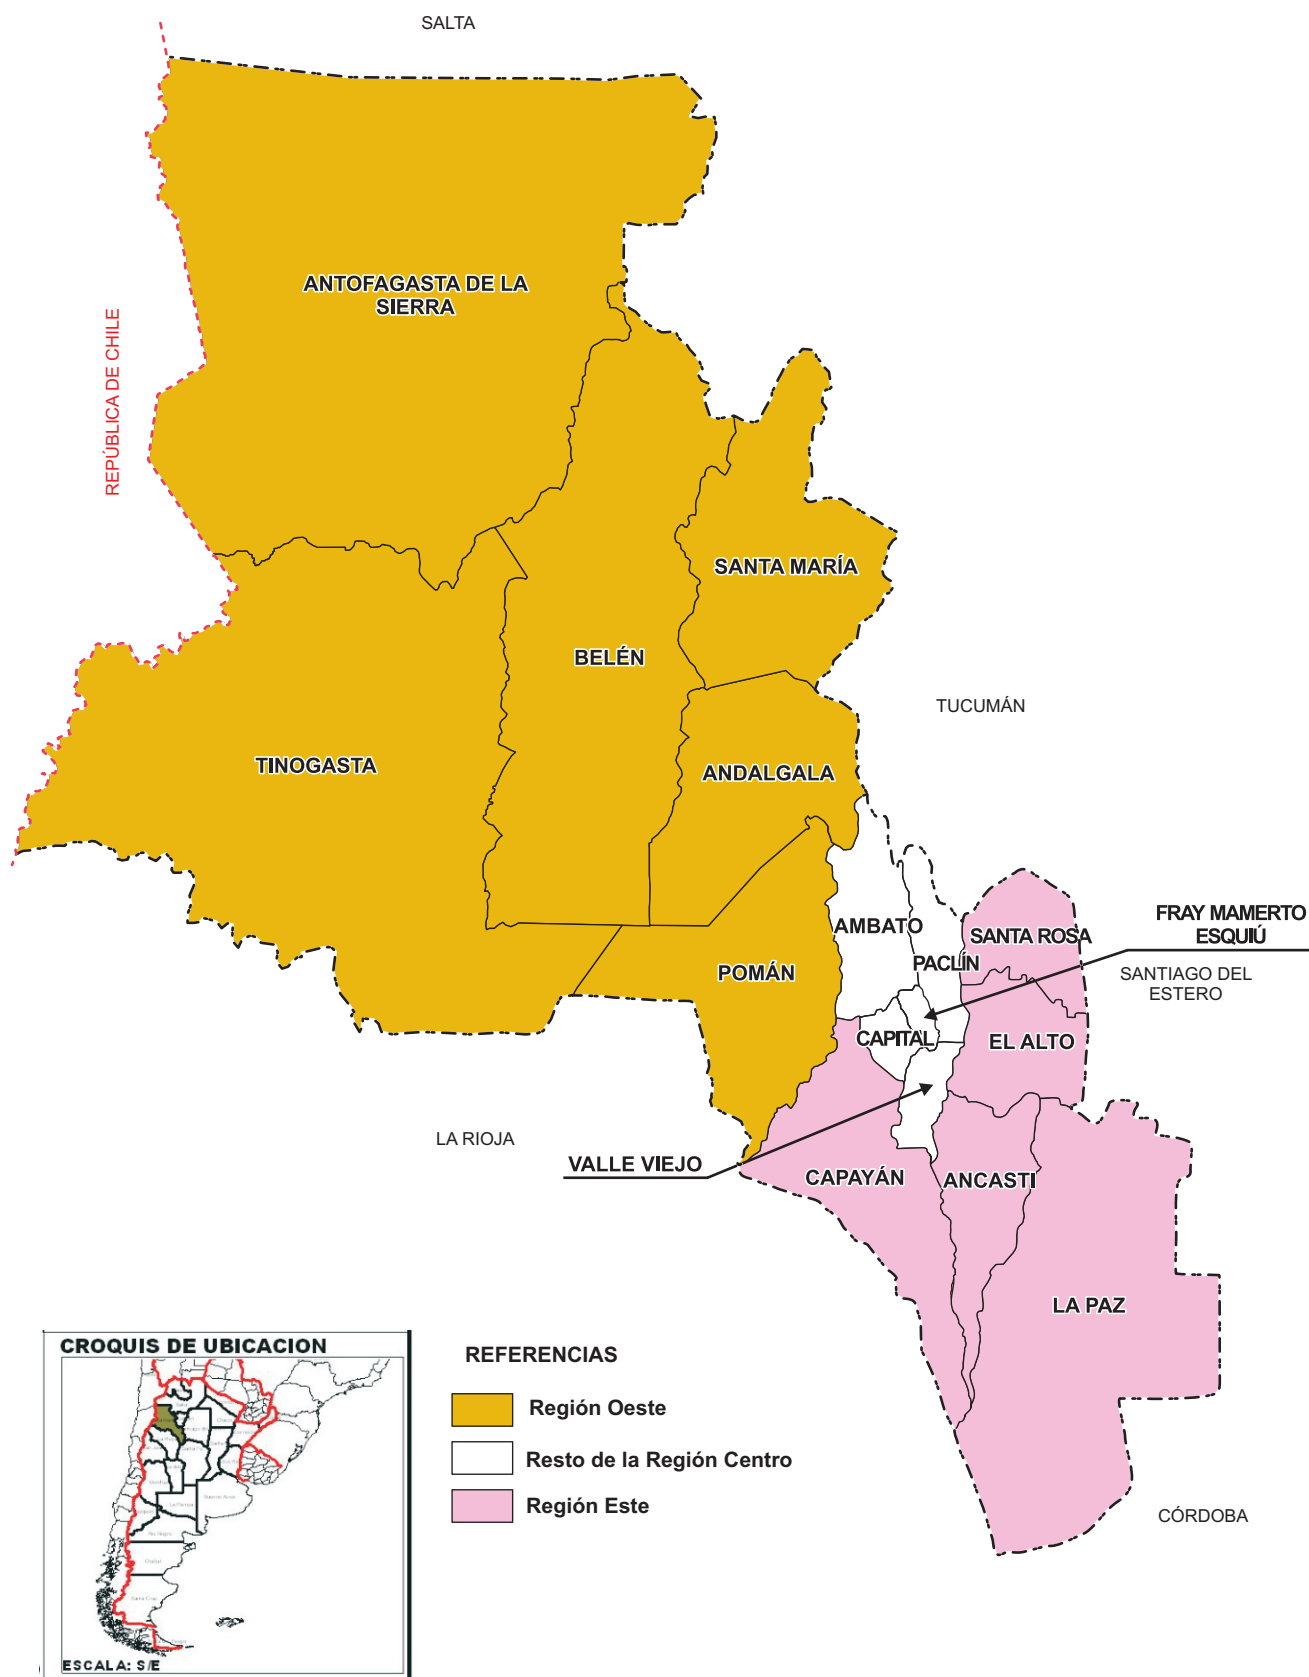 SALTA
REPÚBLICA DE CHILE
ANTOFAGASTA DE LA
SIERRA
SANTA MARÍA
BELÉN
TUCUMÁN
TINOGASTA
ANDALGALA
FRAY MAMERTO
ESQUIÚ
AMBATO
SANTA ROSA
PACLÍN
POMÁN
SANTIAGO DEL
ESTERO
CAPITAL
EL ALTO
LA RIOJA
VALLE VIEJO
CAPAYÁN
ANCASTI
LA PAZ
CÓRDOBA
CROQUIS DE UBICACION
ESCALA: S/E
REFERENCIAS
Región Oeste
Resto de la Región Centro
Región Este